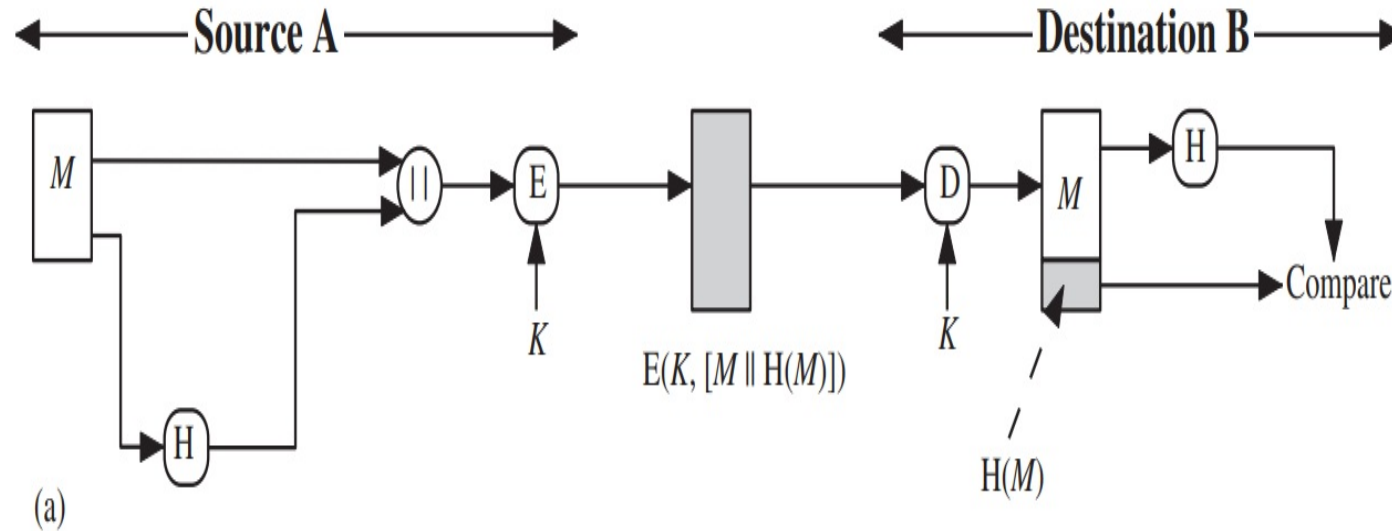 Source A
Destination B
M
||
E
D
M
H
Compare
K
K
E(K, [M || H(M)])
H
H(M)
(a)